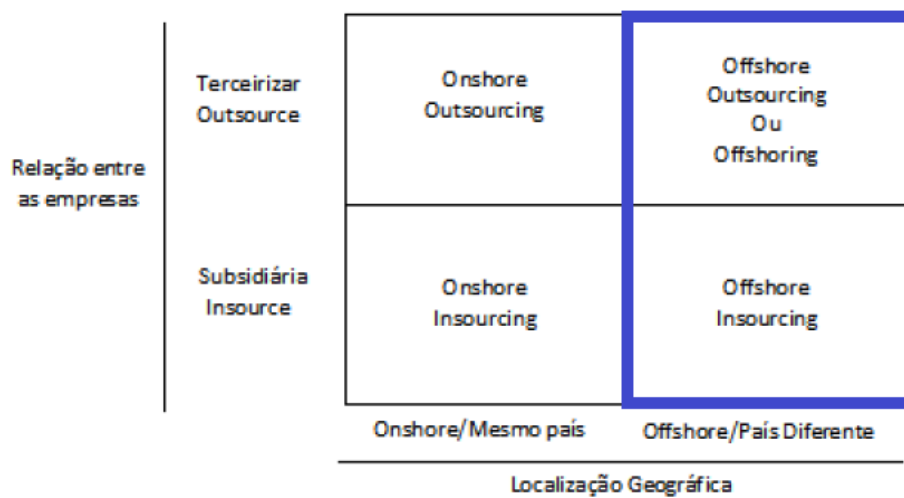 Relação entre
as empresas
Terceirizar
Outsource
Onshore
Outsourcing
Offshore
Outsourcing
Ou
Offshoring
Subsidiária
Insource
Onshore
Insourcing
Offshore
Insourcing
Onshore/Mesmo país
Offshore/País Diferente
Localização Geográfica